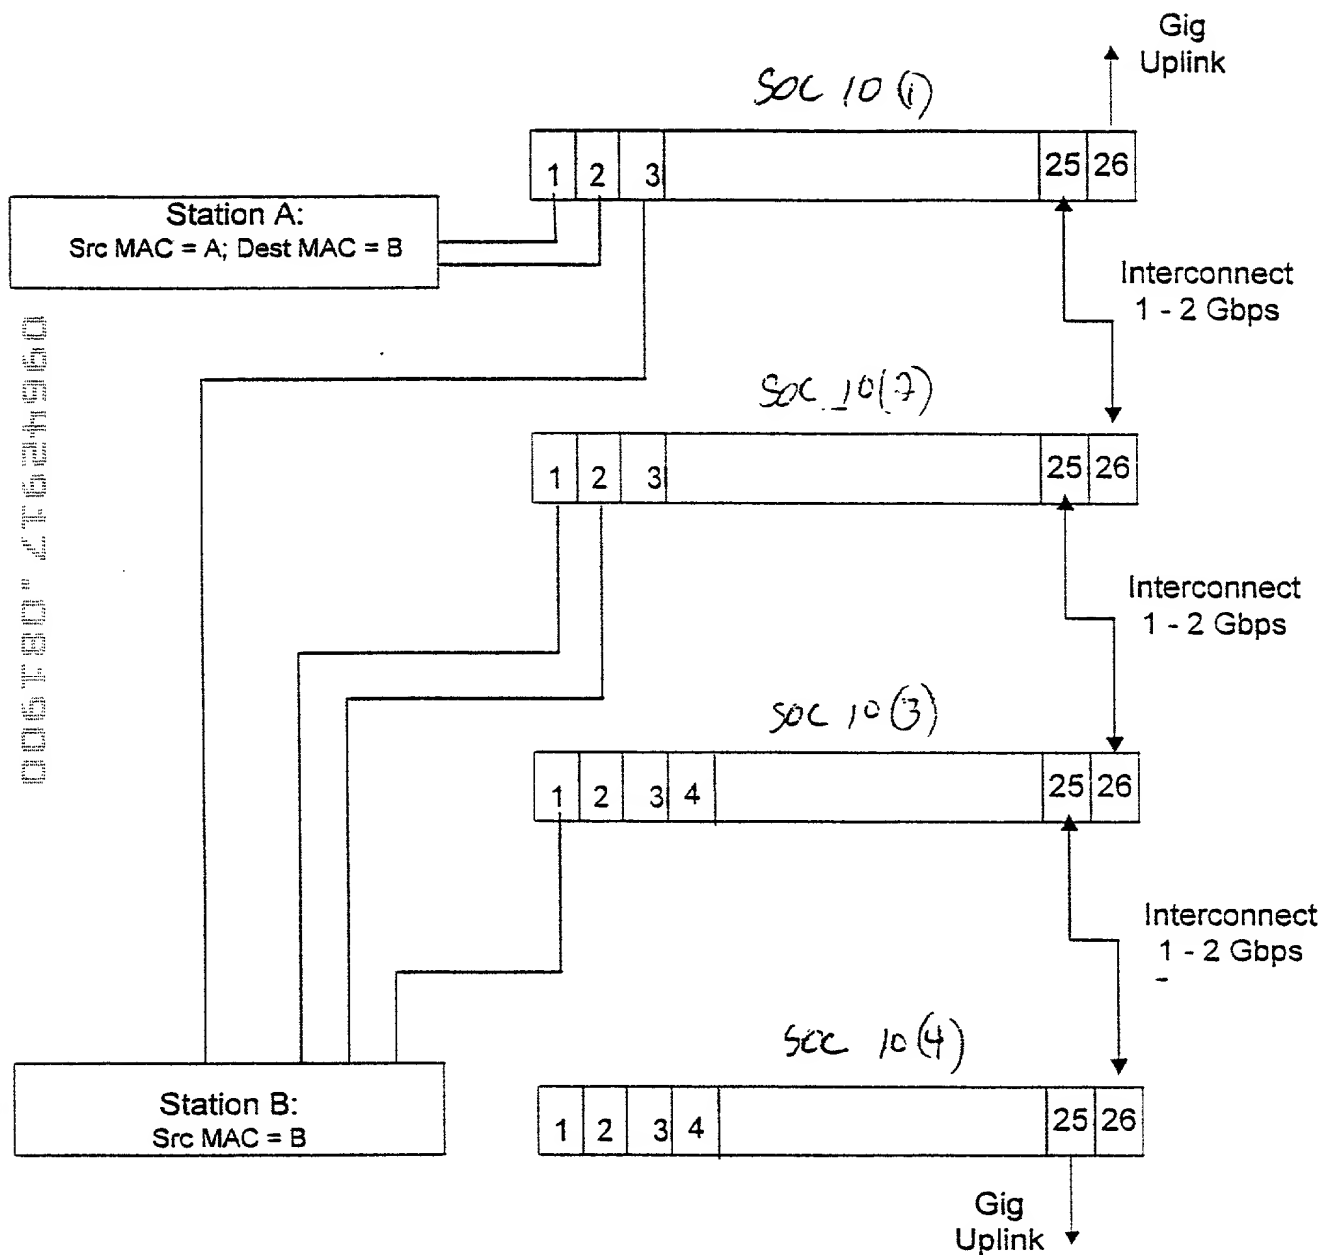 Gig
Uplink
SOC 10 (1)
1 2 3 25 26
Station A:
Src MAC = A; Dest MAC = B
Interconnect
1 - 2 Gbps
SOC 10(2)
1 2 3 25 26
Interconnect
1 - 2 Gbps
SOC 10 (3)
1 2 3 4 25 26
Interconnect
1 - 2 Gbps
SOC 10 (4)
Station B:
Src MAC = B
1 2 3 4 25 26
Gig
Uplink
09642917.081900